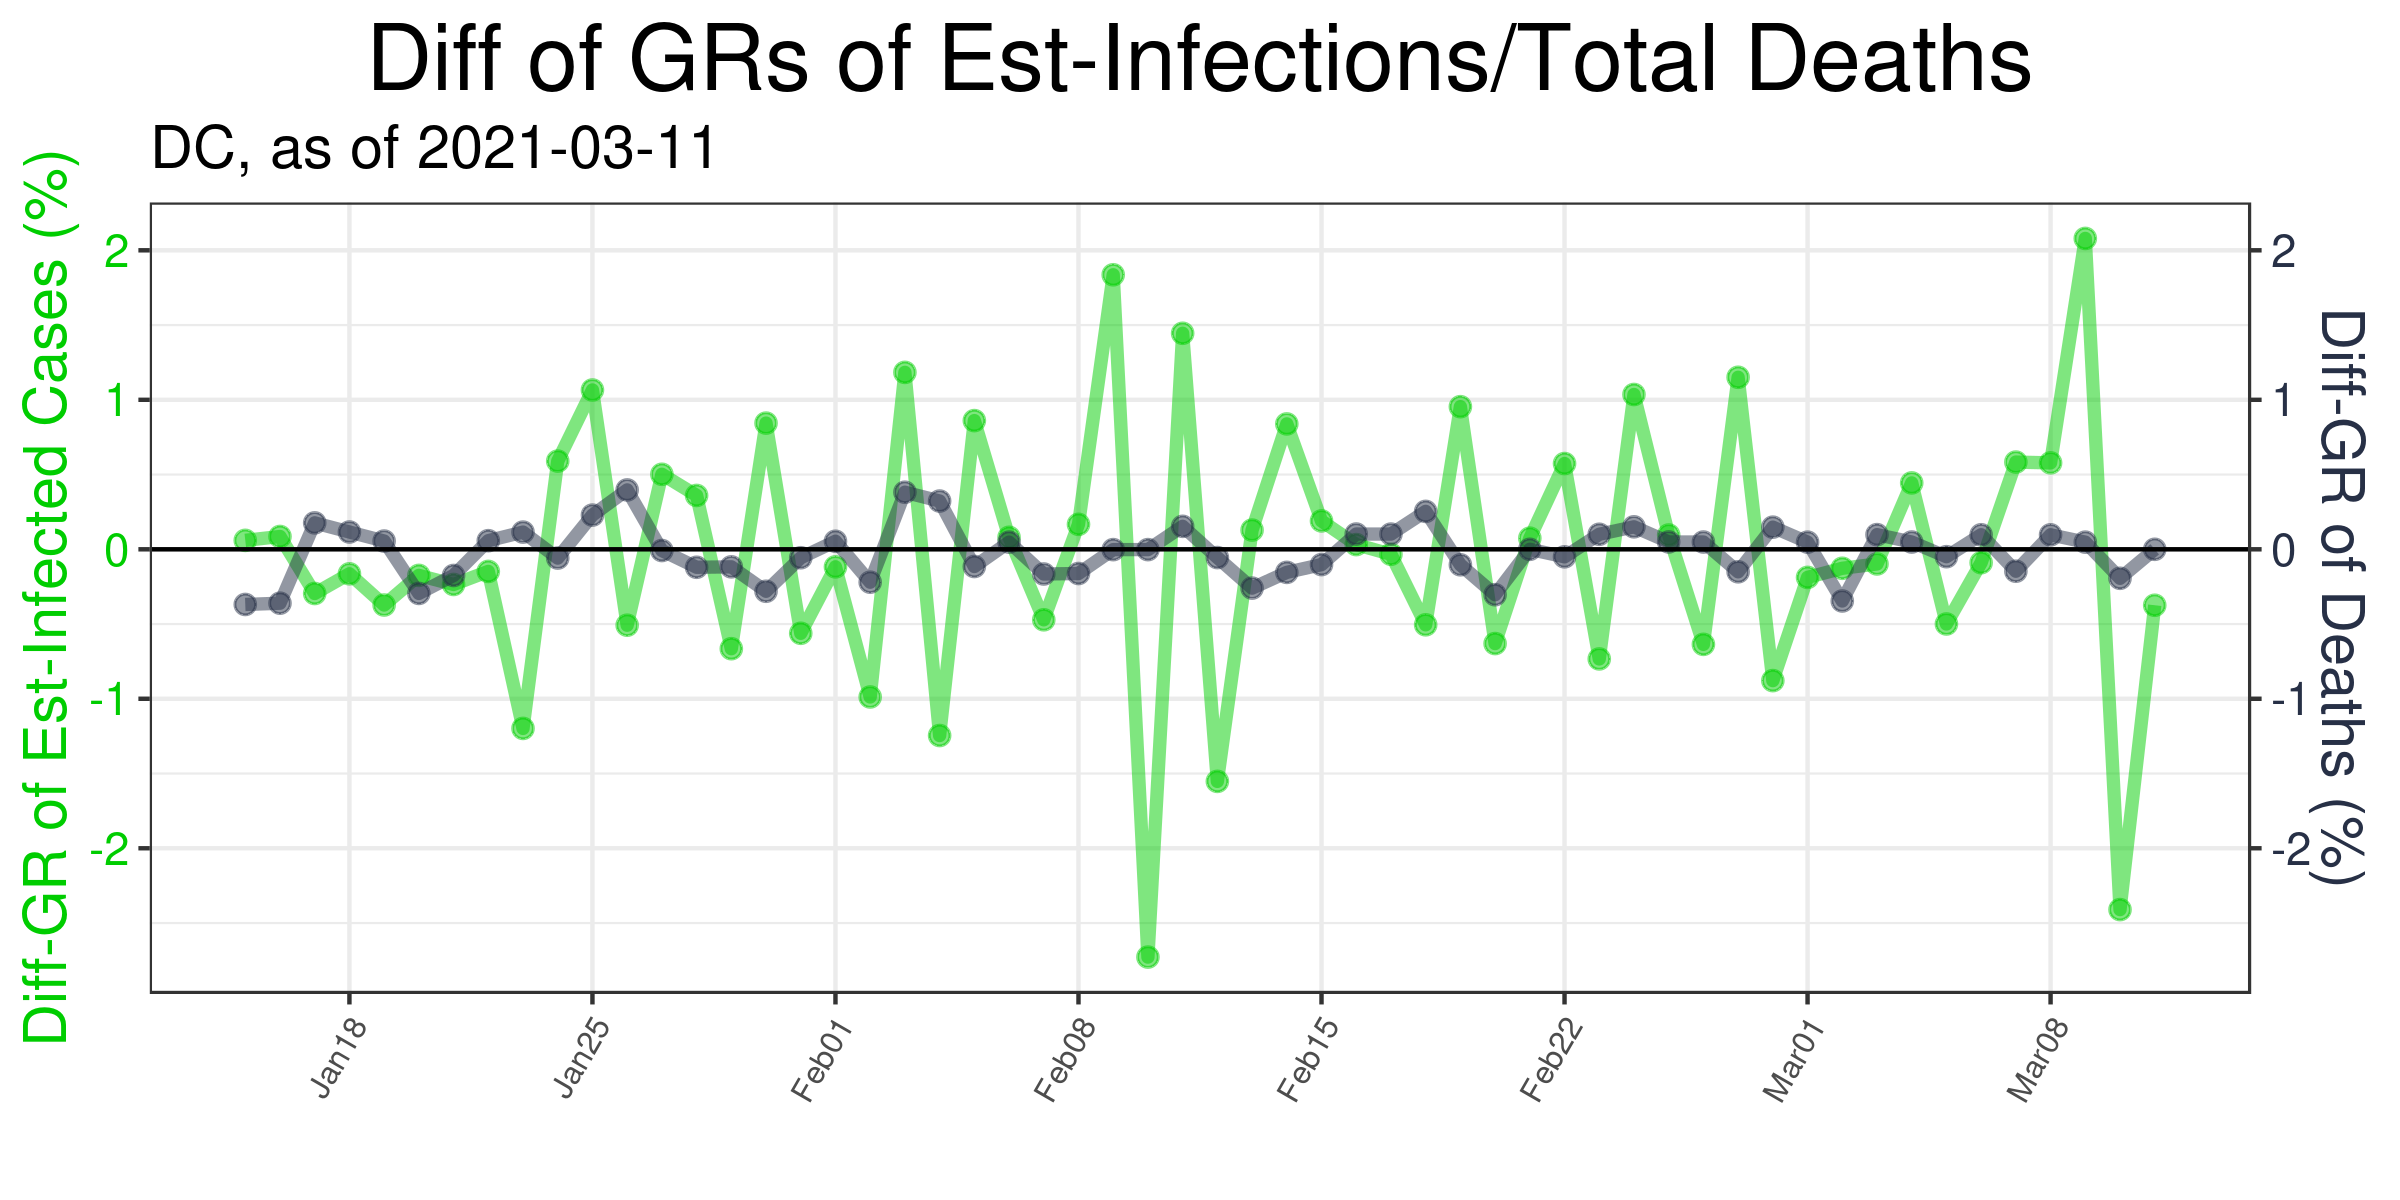 Diff of GRs of Est-Infections/Total Deaths
DC, as of 2021-03-11
Diff-GR of Est-Infected Cases (%)
2
1
0
-1
-2
2
1
0
-1
-2
Diff-GR of Deaths (%)
Jan18
Jan25
Feb01
Feb08
Feb15
Feb22
Mar01
Mar08